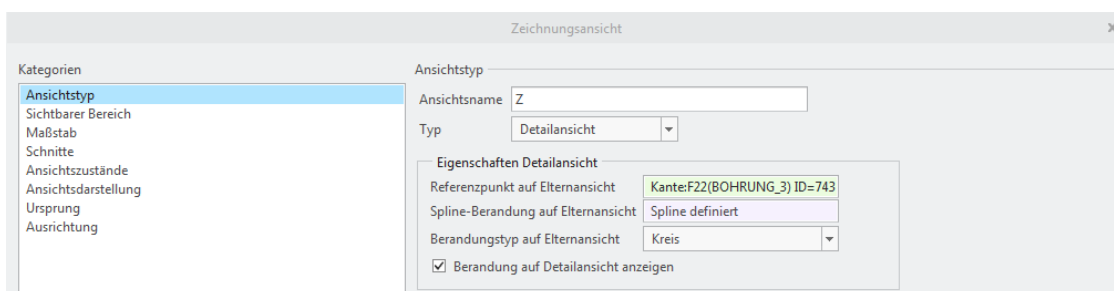 Zeichnungsansicht
Kategorien
Ansichtstyp
Sichtbarer Bereich
Maßstab
Schnitte
Ansichtszustände
Ansichtsdarstellung
Ursprung
Ausrichtung
Ansichtstyp
Ansichtsname Z
Typ Detailansicht
Eigenschaften Detailansicht
Referenzpunkt auf Elternansicht Kante:F22(BOHRUNG_3) ID=743
Spline-Berandung auf Elternansicht Spline definiert
Berandungstyp auf Elternansicht Kreis
Berandung auf Detailansicht anzeigen